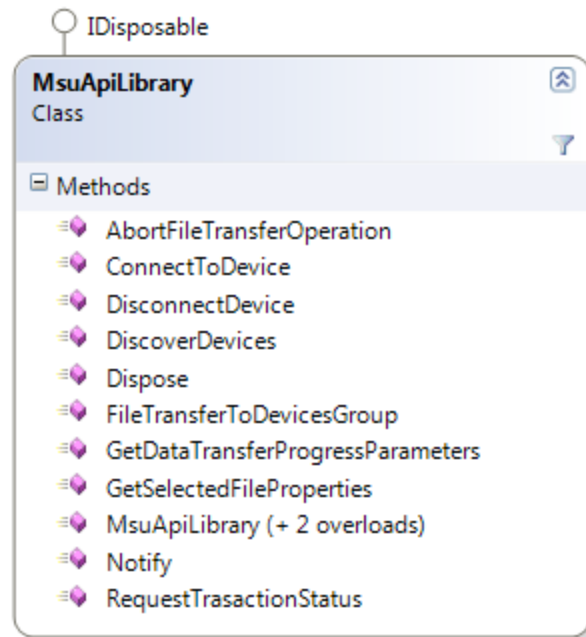 IDisposable
MsuApiLibrary
Class
Methods
AbortFileTransferOperation
ConnectToDevice
DisconnectDevice
DiscoverDevices
Dispose
FileTransferToDevicesGroup
GetDataTransferProgressParameters
GetSelectedFileProperties
MsuApiLibrary (+ 2 overloads)
Notify
RequestTrasactionStatus